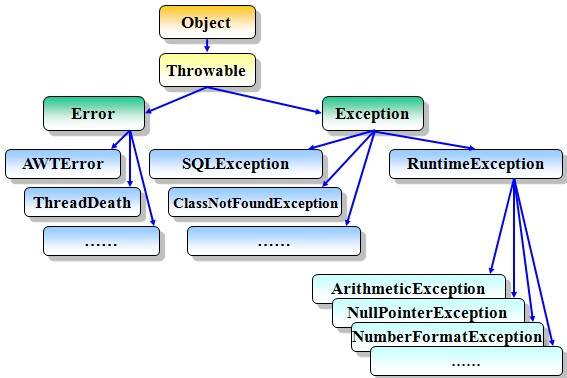 Object
Throwable
Error
Exception
AWTError
SQLException
RuntimeException
ThreadDeath
ClassNotFoundException
……
……
ArithmeticException
NullPointerException
NumberFormatException
……